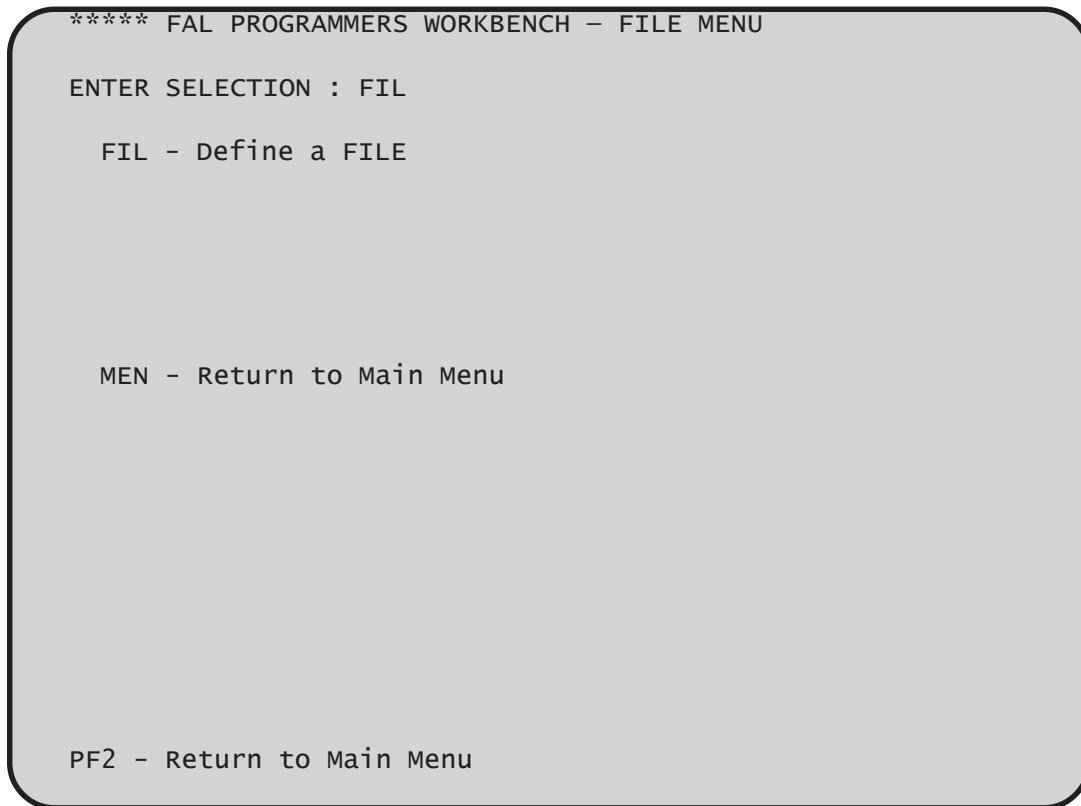 ***** FAL PROGRAMMERS WORKBENCH – FILE MENU
ENTER SELECTION : FIL
FIL – Define a FILE
MEN – Return to Main Menu
PF2 – Return to Main Menu